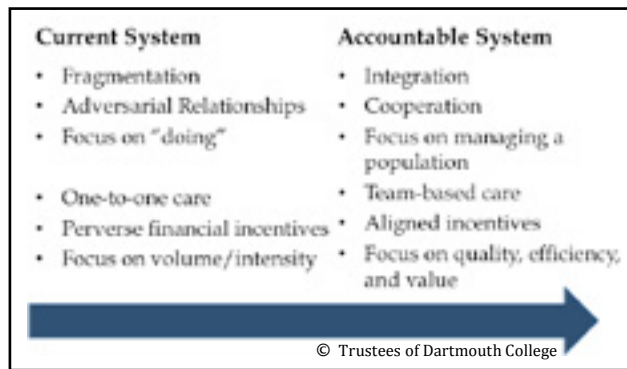 Current System
• Fragmentation
• Adversarial Relationships
• Focus on "doing"
• One-to-one care
• Perverse financial incentives
• Focus on volume/intensity
Accountable System
• Integration
• Cooperation
• Focus on managing a
population
• Team-based care
• Aligned incentives
• Focus on quality, efficiency,
and value
© Trustees of Dartmouth College